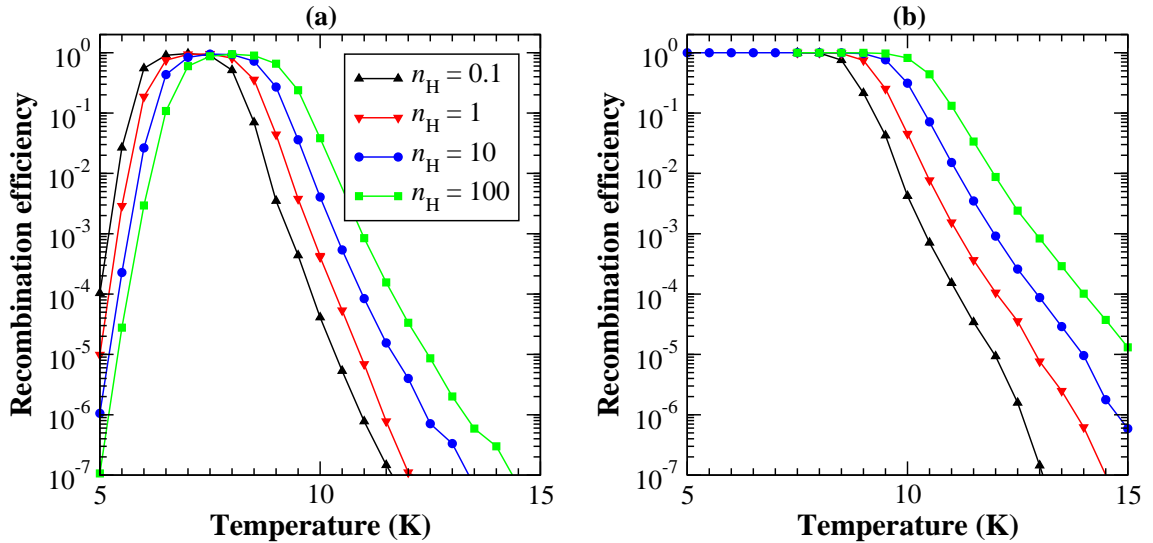 (a)
(b)
10^0
10^-1
10^-2
10^-3
10^-4
10^-5
10^-6
10^-7
Recombination efficiency
5
10
15
Temperature (K)
n_H = 0.1
n_H = 1
n_H = 10
n_H = 100
10^0
10^-1
10^-2
10^-3
10^-4
10^-5
10^-6
10^-7
Recombination efficiency
5
10
15
Temperature (K)